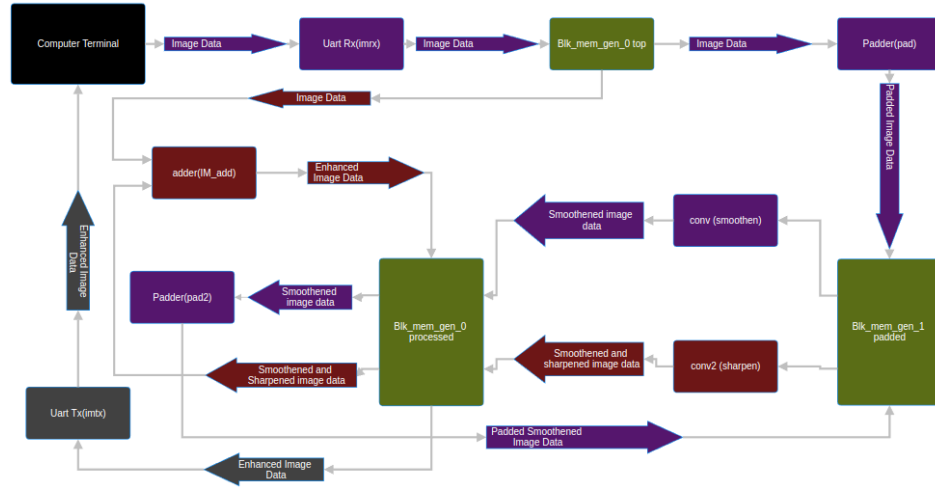 Computer Terminal
Image Data
Uart Rx(imrx)
Image Data
Blk_mem_gen_0 top
Image Data
Padder(pad)
Image Data
Padded Image Data
adder(IM_add)
Enhanced
Image Data
Smoothened image
data
conv (smoothen)
Enhanced Image
Data
Padder(pad2)
Smoothened
image data
Blk_mem_gen_0
processed
Blk_mem_gen_1
padded
Smoothened and
Sharpened image data
Smoothened and
sharpened image data
conv2 (sharpen)
Uart Tx(imtx)
Padded Smoothened
Image Data
Enhanced Image
Data